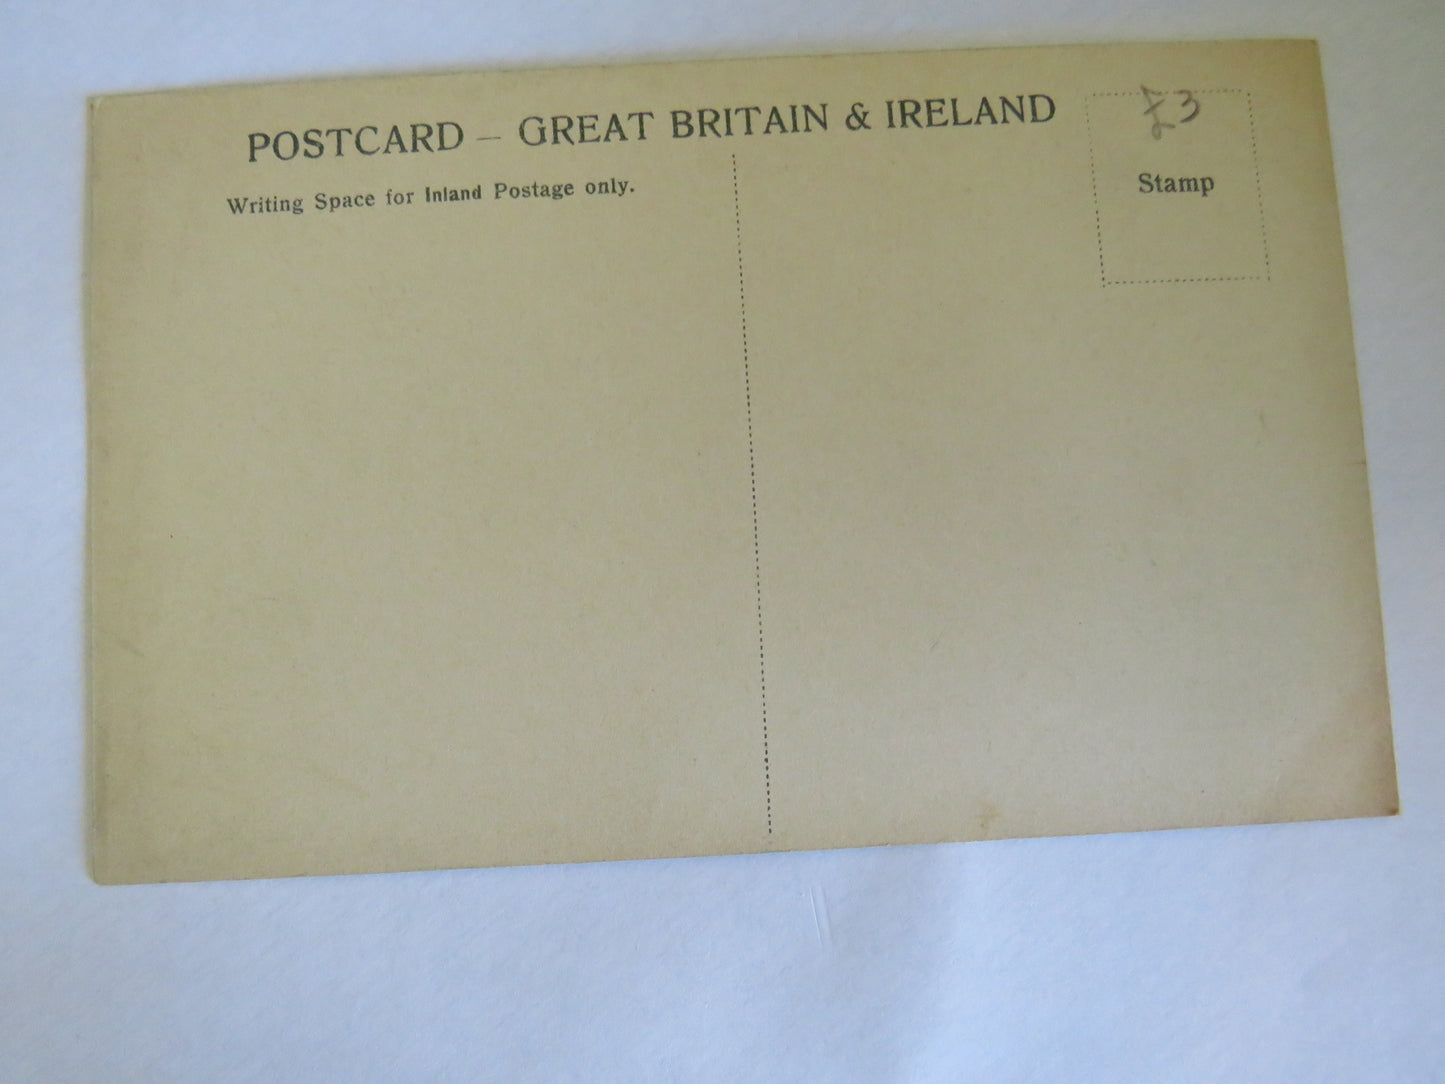 POSTCARD – GREAT BRITAIN & IRELAND
Writing Space for Inland Postage only.
£3
Stamp